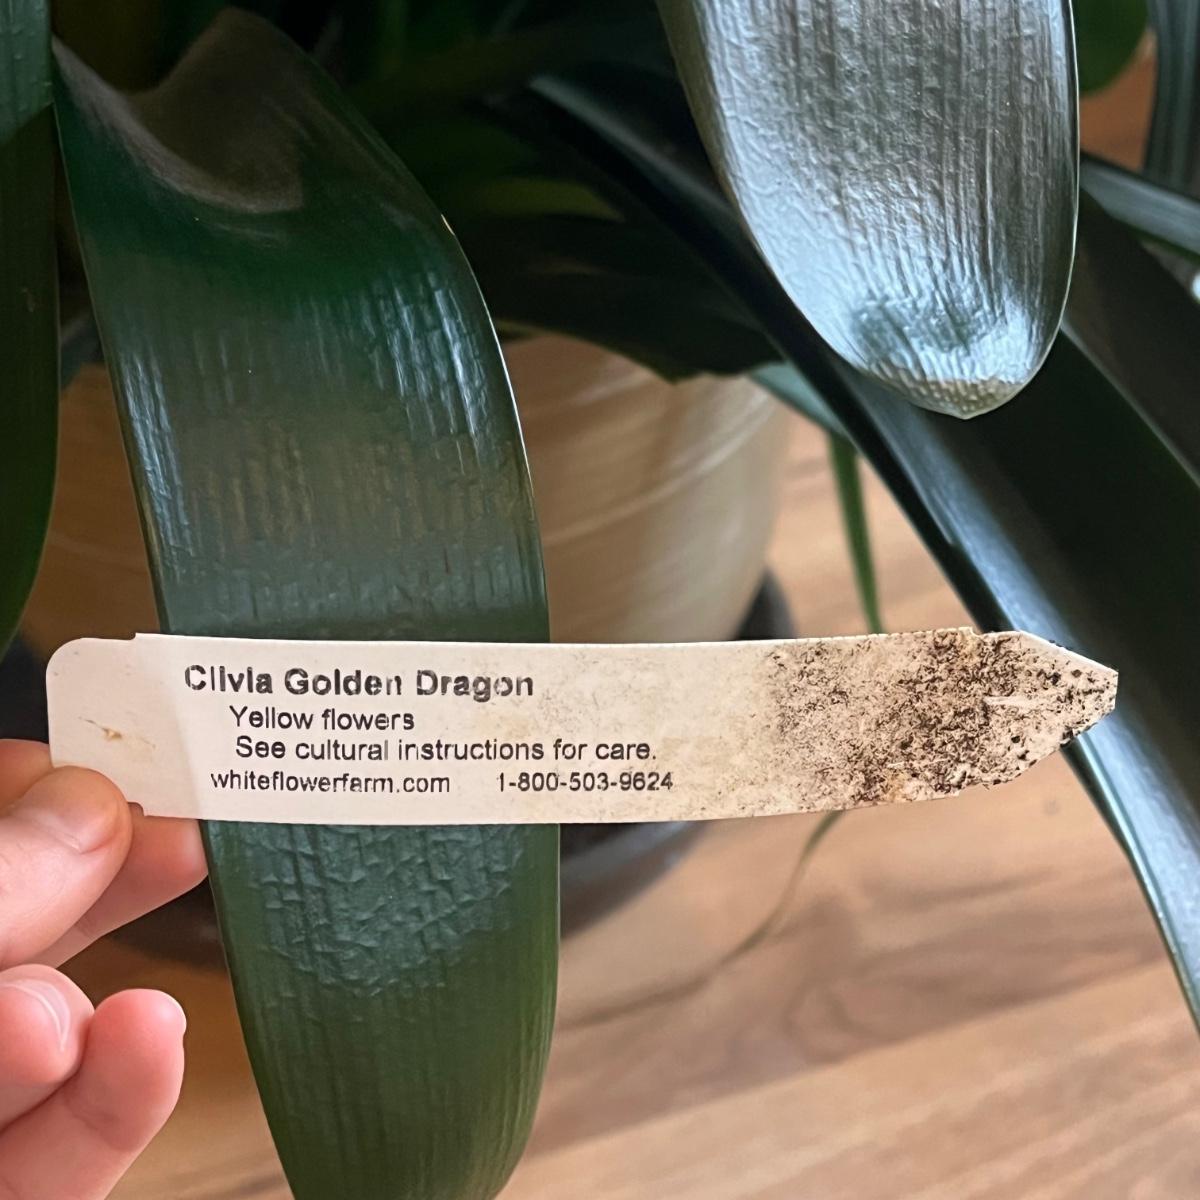 Clivia Golden Dragon
Yellow flowers
See cultural instructions for care.
whiteflowerfarm.com 1-800-503-9624